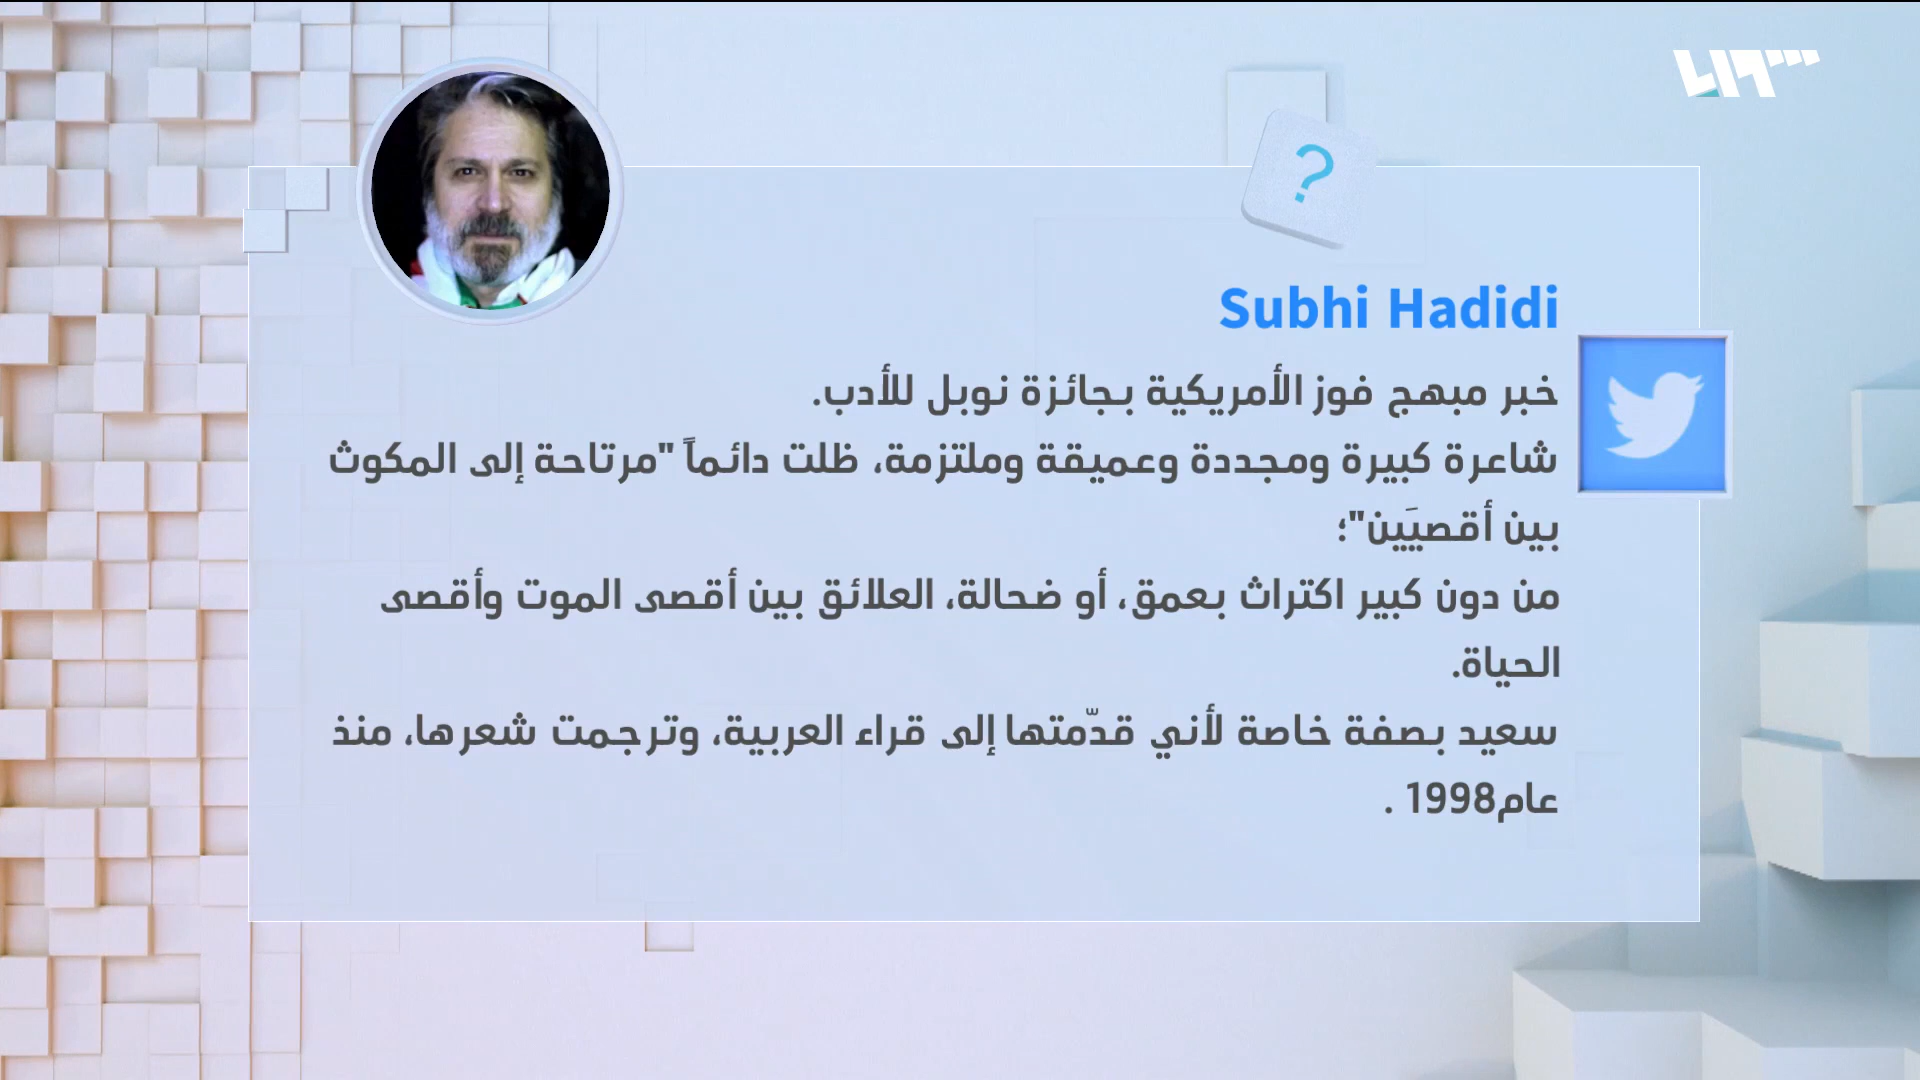 ?
Subhi Hadidi
خبر مبهج فوز الأمريكية بجائزة نوبل للأدب.
شاعرة كبيرة ومجددة وعميقة وملتزمة، ظلت دائماً "مرتاحة إلى المكوث
بين أقصيَين"؛
من دون كبير اكتراث بعمق، أو ضحالة، العلائق بين أقصى الموت وأقصى
الحياة.
سعيد بصفة خاصة لأني قدّمتها إلى قراء العربية، وترجمت شعرها، منذ
عام1998 .